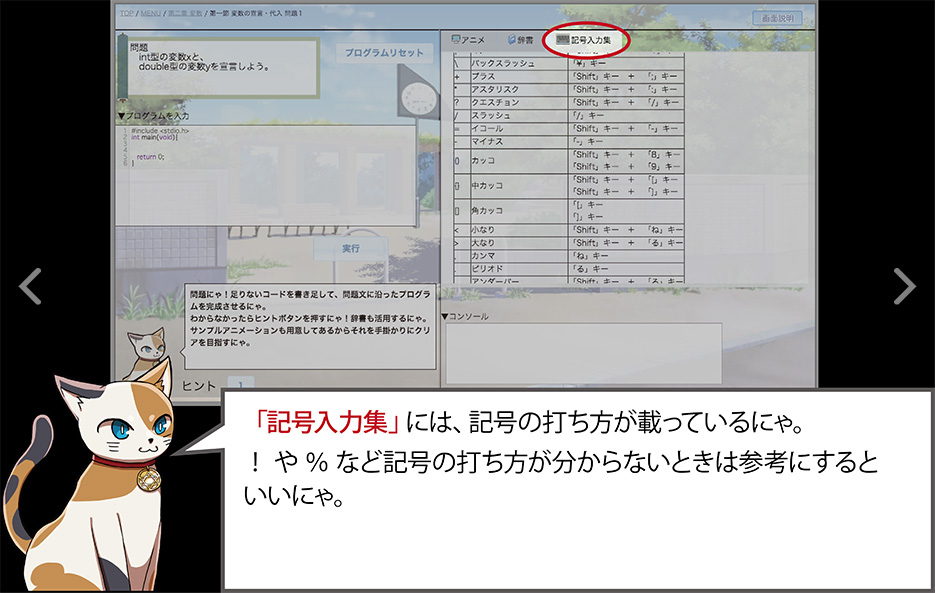 TOP / MENU / 第二章 変数 / 第一節 変数の宣言・代入 問題1
画面説明
問題
int型の変数xと、
double型の変数yを宣言しよう。
プログラムリセット
▼プログラムを入力
1 #include <stdio.h>
2 int main(void){
3
4
5 return 0;
6 }
実行
アニメ
辞書
記号入力集
\ バックスラッシュ 「¥」キー
+ プラス 「Shift」キー + 「;」キー
* アスタリスク 「Shift」キー + 「:」キー
? クエスチョン 「Shift」キー + 「/」キー
/ スラッシュ 「/」キー
= イコール 「Shift」キー + 「-」キー
- マイナス 「-」キー
() カッコ 「Shift」キー + 「8」キー
「Shift」キー + 「9」キー
{} 中カッコ 「Shift」キー + 「[」キー
「Shift」キー + 「]」キー
[] 角カッコ 「[」キー
「]」キー
< 小なり 「Shift」キー + 「ね」キー
> 大なり 「Shift」キー + 「る」キー
, カンマ 「ね」キー
. ピリオド 「る」キー
アンダーバー 「Shift」キー + 「ろ」キー
問題にゃ！足りないコードを書き足して、問題文に沿ったプログラ
ムを完成させるにゃ。
わからなかったらヒントボタンを押すにゃ！辞書も活用するにゃ。
サンプルアニメーションも用意してあるからそれを手掛かりにクリ
アを目指すにゃ。
▼コンソール
ヒント 1
「記号入力集」には、記号の打ち方が載っているにゃ。
！ や % など記号の打ち方が分からないときは参考にすると
いいにゃ。